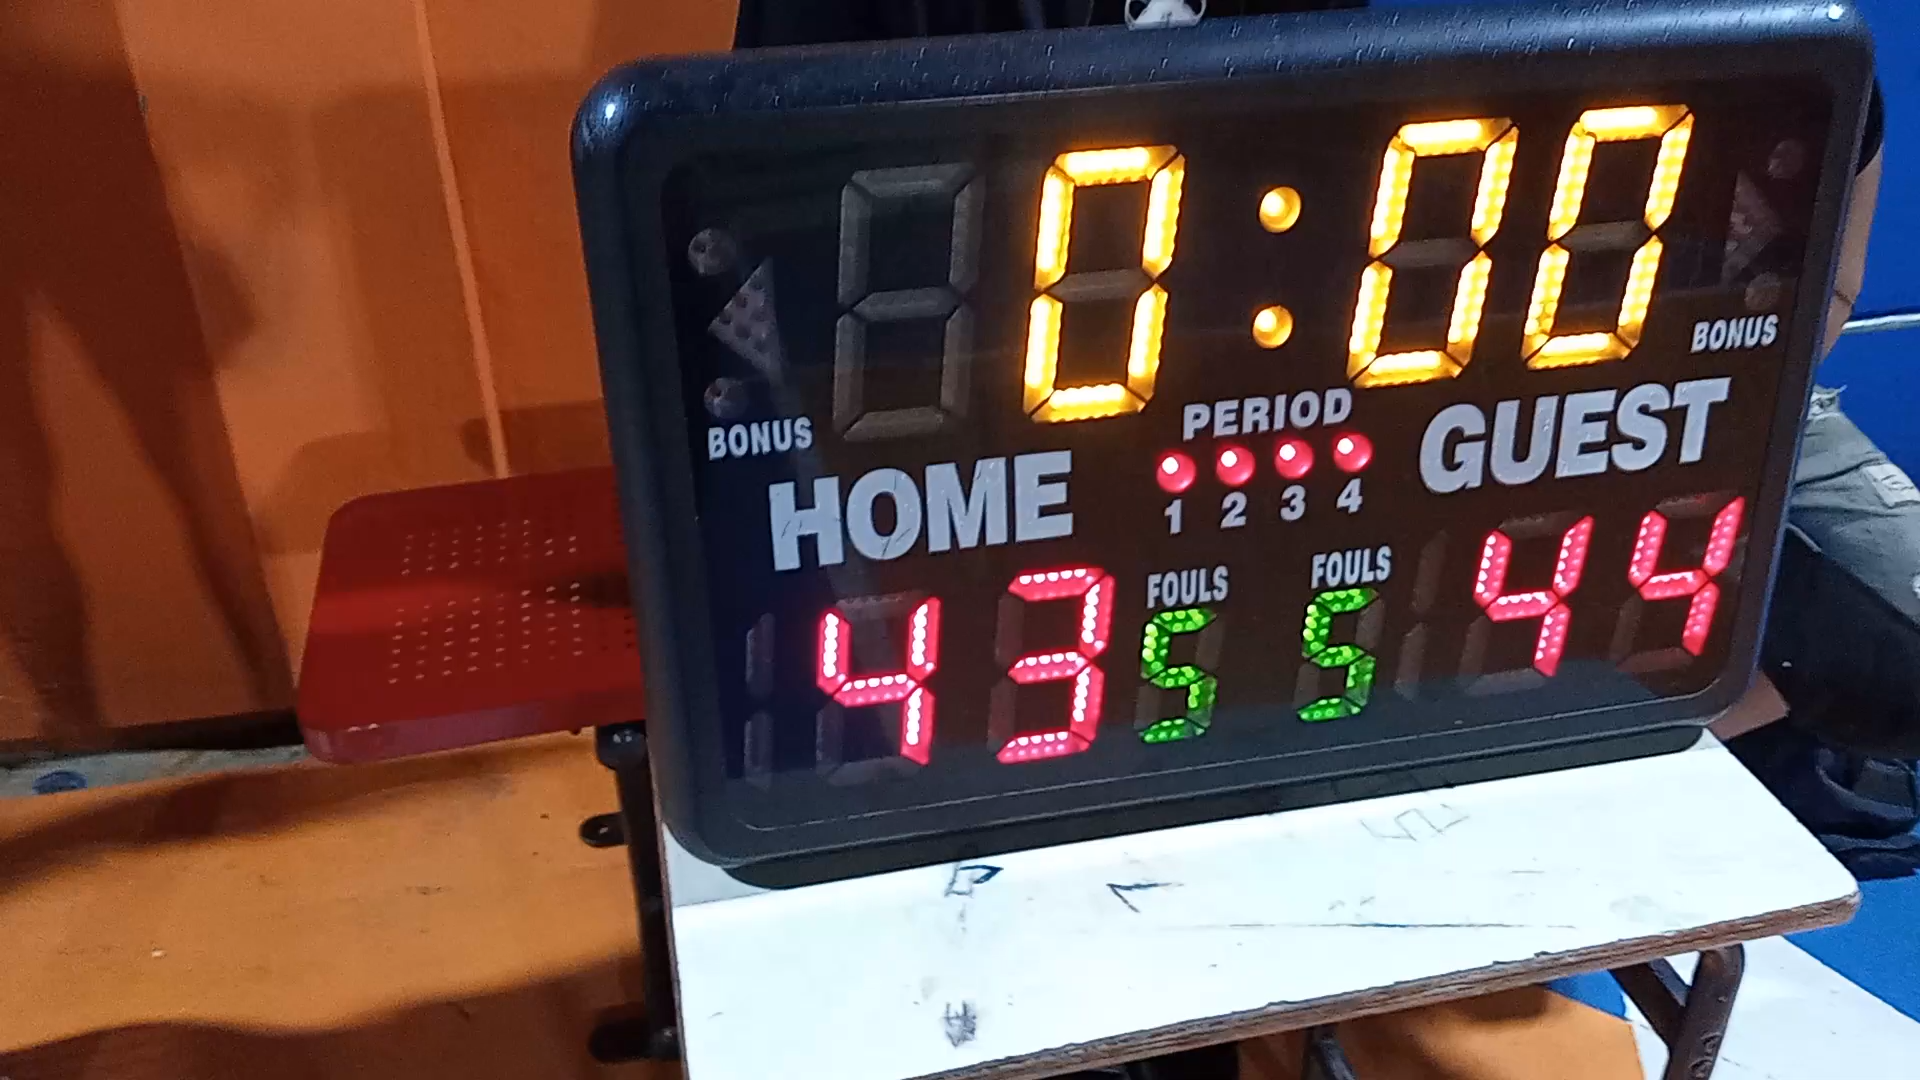 0:00
BONUS
BONUS
PERIOD
HOME
GUEST
1 2 3 4
FOULS FOULS
43 5 5 44